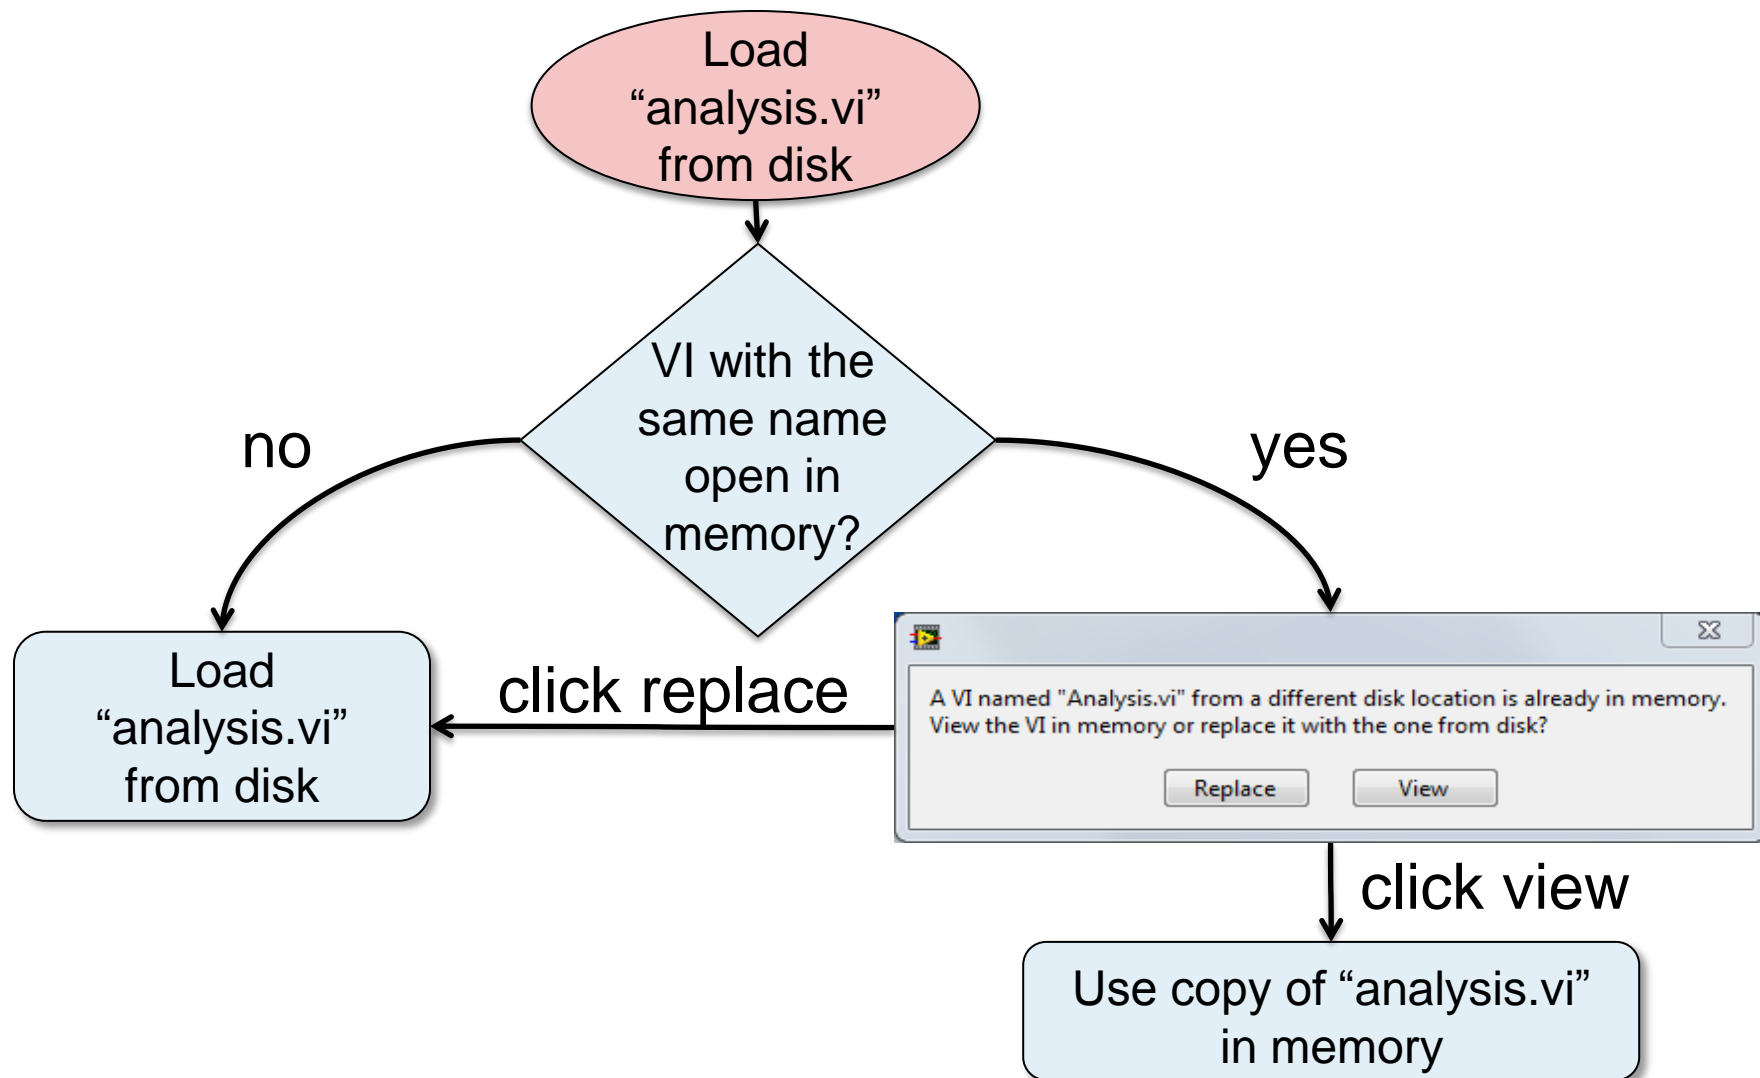 Load
“analysis.vi”
from disk
VI with the
same name
open in
memory?
no
yes
Load
“analysis.vi”
from disk
click replace
A VI named "Analysis.vi" from a different disk location is already in memory.
View the VI in memory or replace it with the one from disk?
Replace
View
click view
Use copy of “analysis.vi”
in memory